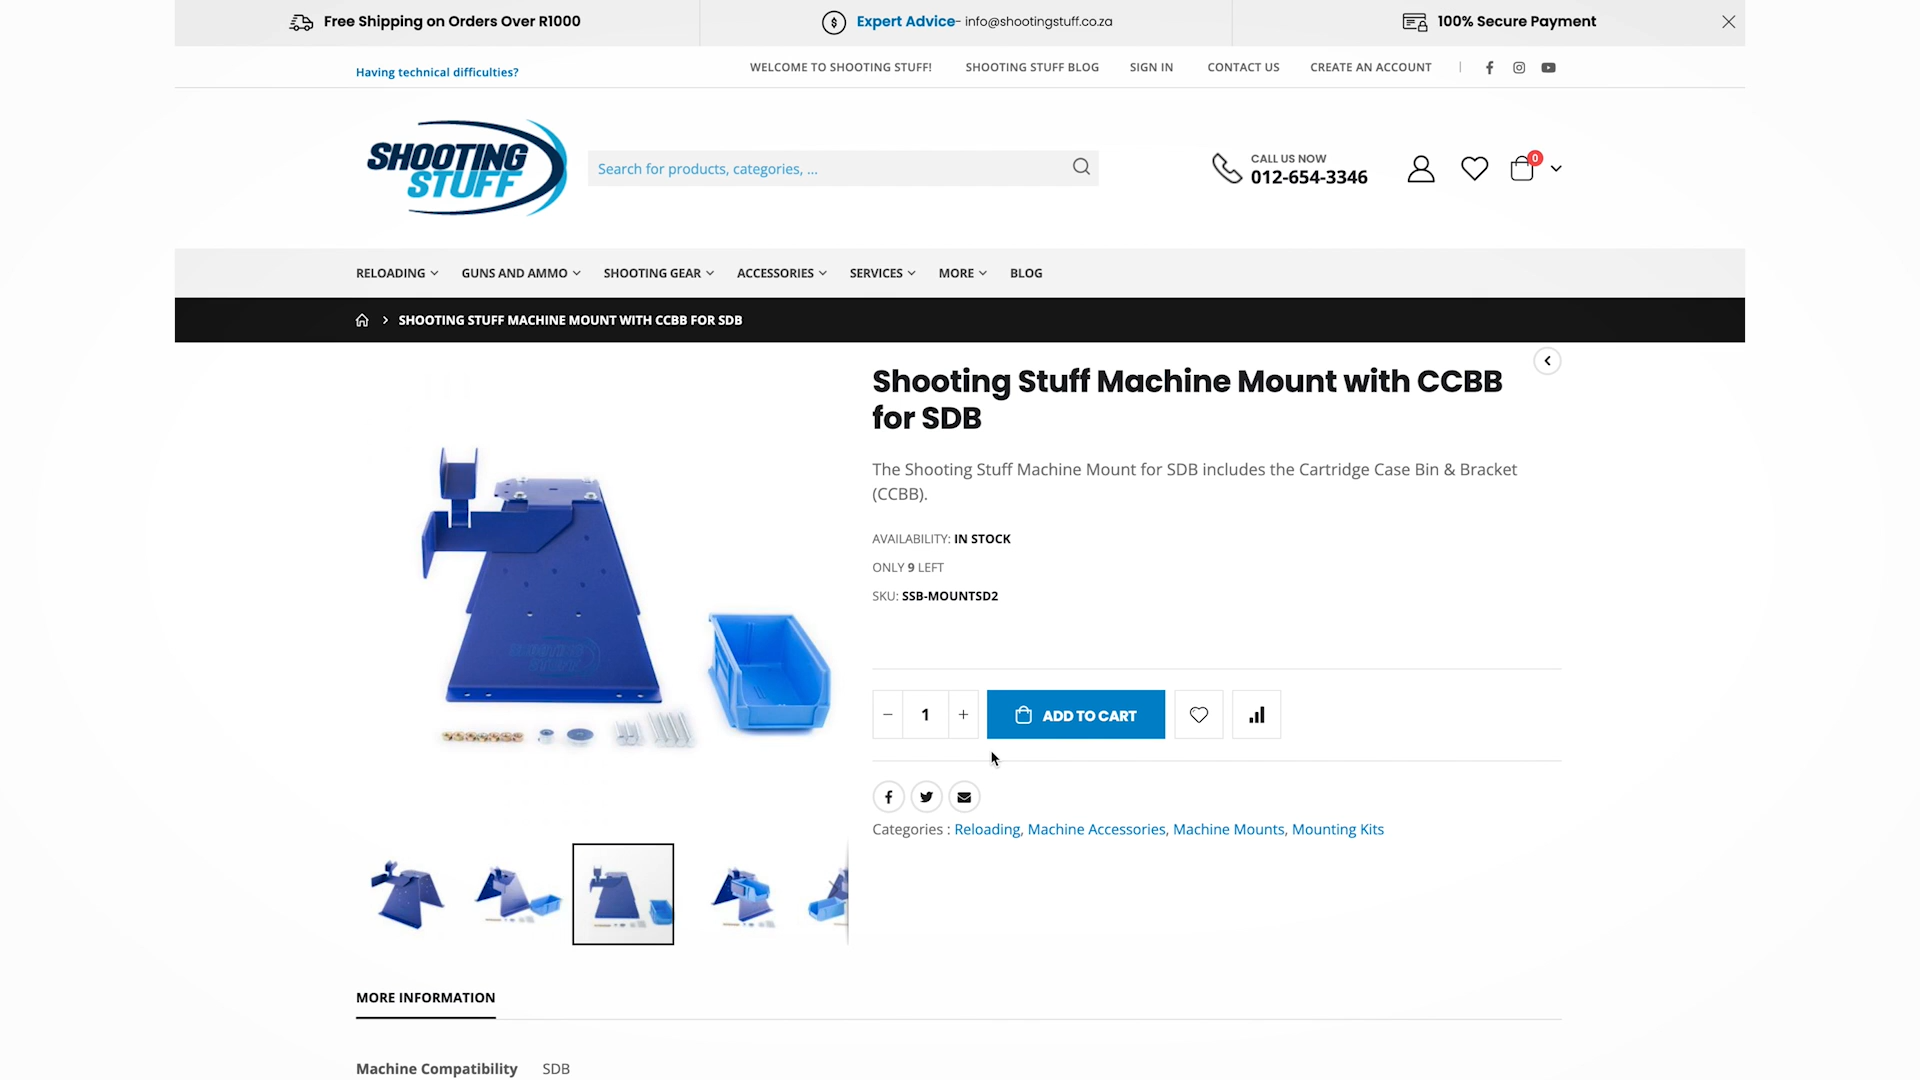 Free Shipping on Orders Over R1000
Expert Advice- info@shootingstuff.co.za
100% Secure Payment
Having technical difficulties?
WELCOME TO SHOOTING STUFF!
SHOOTING STUFF BLOG
SIGN IN
CONTACT US
CREATE AN ACCOUNT
SHOOTING
STUFF
Search for products, categories, ...
CALL US NOW
012-654-3346
0
RELOADING
GUNS AND AMMO
SHOOTING GEAR
ACCESSORIES
SERVICES
MORE
BLOG
SHOOTING STUFF MACHINE MOUNT WITH CCBB FOR SDB
Shooting Stuff Machine Mount with CCBB
for SDB
The Shooting Stuff Machine Mount for SDB includes the Cartridge Case Bin & Bracket
(CCBB).
AVAILABILITY: IN STOCK
ONLY 9 LEFT
SKU: SSB-MOUNTSD2
SHOOTING
STUFF
1
ADD TO CART
Categories : Reloading, Machine Accessories, Machine Mounts, Mounting Kits
MORE INFORMATION
Machine Compatibility SDB